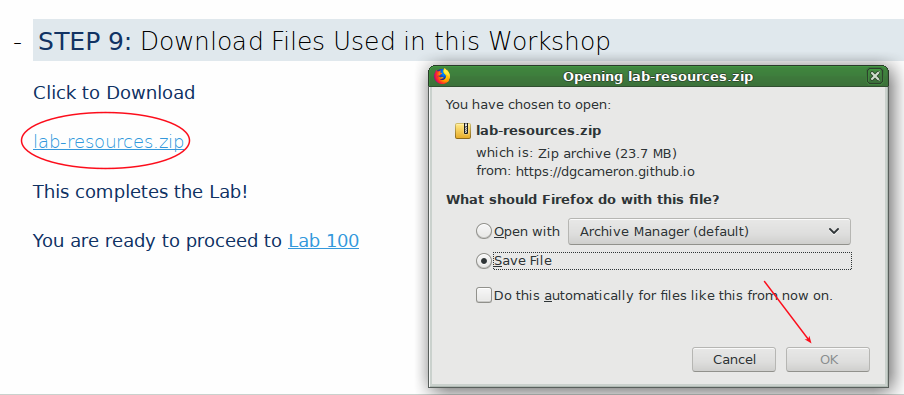 - STEP 9: Download Files Used in this Workshop
Click to Download
lab-resources.zip
This completes the Lab!
You are ready to proceed to Lab 100
Opening lab-resources.zip
You have chosen to open:
lab-resources.zip
which is: Zip archive (23.7 MB)
from: https://dgcameron.github.io
What should Firefox do with this file?
Open with Archive Manager (default)
Save File
Do this automatically for files like this from now on.
Cancel OK